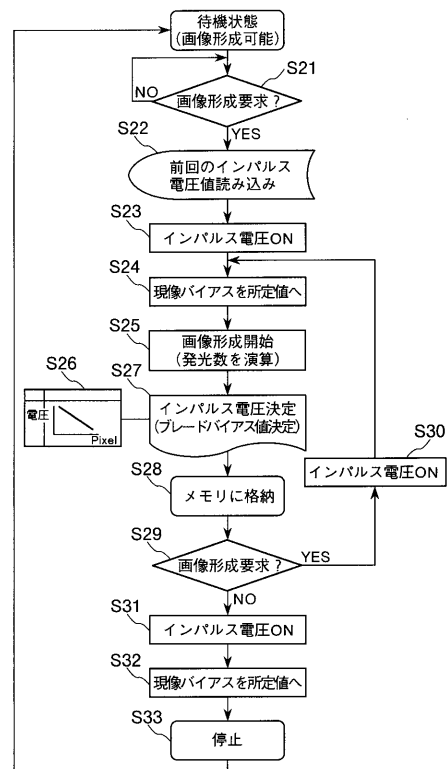 待機状態
(画像形成可能)
S21
NO
画像形成要求？
S22
YES
前回のインパルス
電圧値読み込み
S23
インパルス電圧ON
S24
現像バイアスを所定値へ
S25
画像形成開始
(発光数を演算)
S26
S27
電圧
Pixel
インパルス電圧決定
(ブレードバイアス値決定)
S30
インパルス電圧ON
S28
メモリに格納
S29
画像形成要求？
YES
NO
S31
インパルス電圧ON
S32
現像バイアスを所定値へ
S33
停止